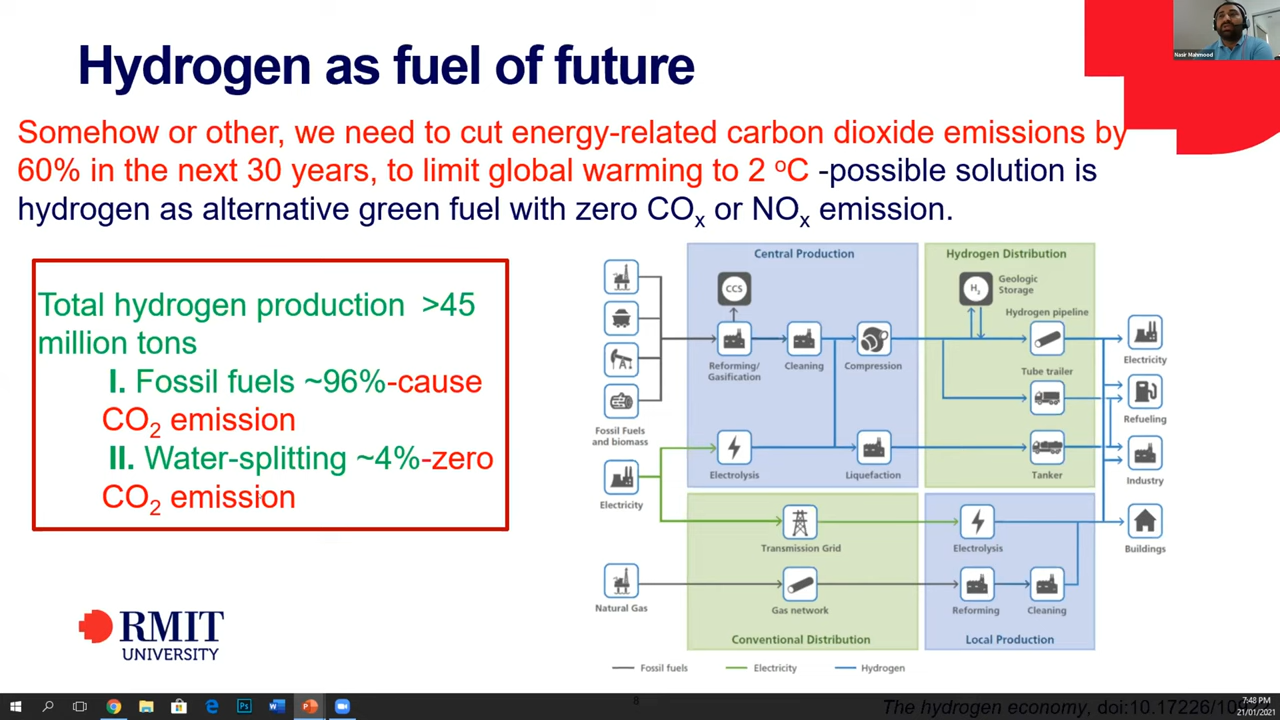 Hydrogen as fuel of future
Nasir Mahmood
Somehow or other, we need to cut energy-related carbon dioxide emissions by
60% in the next 30 years, to limit global warming to 2 ºC -possible solution is
hydrogen as alternative green fuel with zero COx or NOx emission.
Total hydrogen production >45
million tons
I. Fossil fuels ~96%-cause
CO2 emission
II. Water-splitting ~4%-zero
CO2 emission
Central Production
Hydrogen Distribution
CCS
H2
Geologic
Storage
Hydrogen pipeline
Reforming/
Gasification
Cleaning
Compression
Electricity
Tube trailer
Refueling
Fossil Fuels
and biomass
Electrolysis
Liquefaction
Tanker
Industry
Electricity
Transmission Grid
Electrolysis
Buildings
Natural Gas
Gas network
Reforming
Cleaning
Conventional Distribution
Local Production
Fossil fuels
Electricity
Hydrogen
RMIT
UNIVERSITY
8
The hydrogen economy, doi:10.17226/10
7:48 PM
21/01/2021